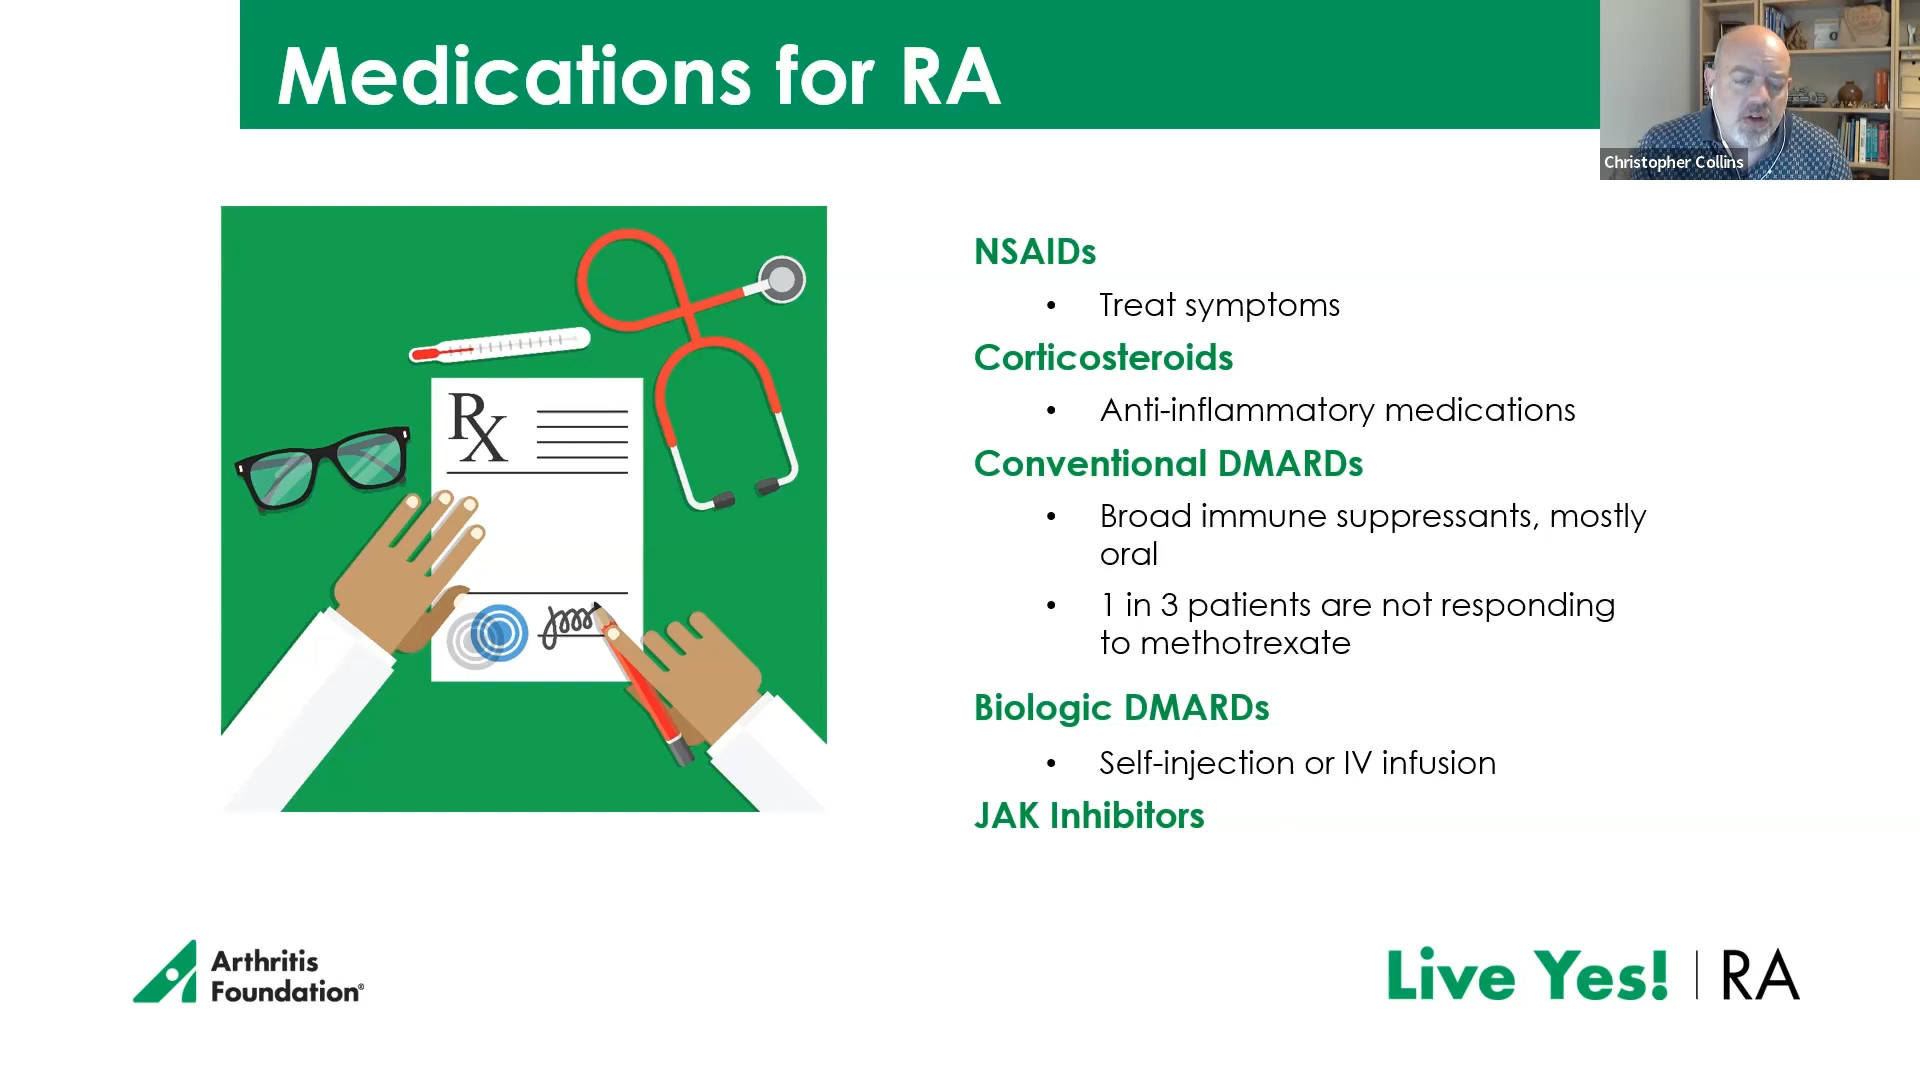 Medications for RA
Christopher Collins
NSAIDs
• Treat symptoms
Corticosteroids
• Anti-inflammatory medications
Conventional DMARDs
• Broad immune suppressants, mostly
oral
• 1 in 3 patients are not responding
to methotrexate
Biologic DMARDs
• Self-injection or IV infusion
JAK Inhibitors
Rx
Arthritis
Foundation®
Live Yes! | RA